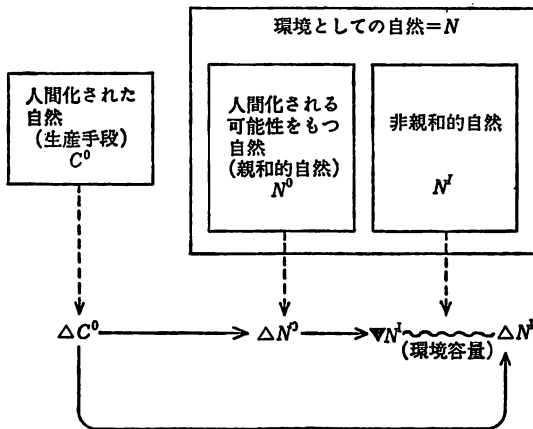 環境としての自然=N
人間化された
自然
(生産手段)
C⁰
人間化される
可能性をもつ
自然
(親和的自然)
N⁰
非親和的自然
Nᴵ
△C⁰
△N⁰
▼Nᴵ
△Nᴵ
(環境容量)